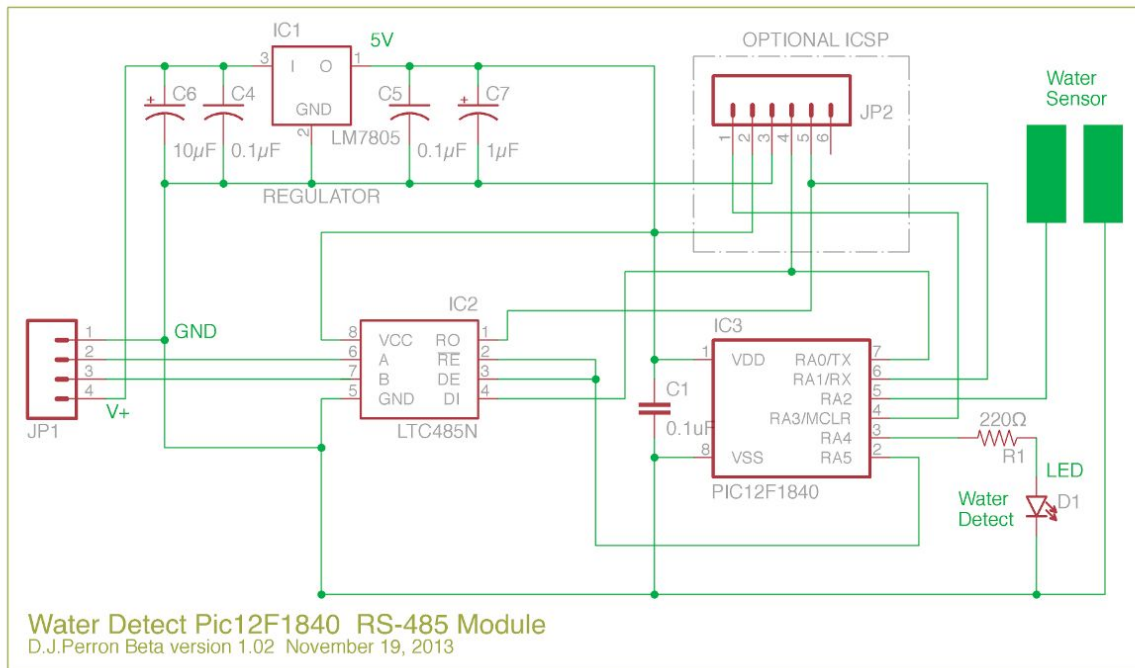 IC1
3
I
O
1
5V
GND
2
LM7805
C6
10µF
C4
0.1µF
C5
0.1µF
C7
1µF
REGULATOR
OPTIONAL ICSP
JP2
1
2
3
4
5
6
Water
Sensor
JP1
1
2
3
4
GND
V+
IC2
8
VCC
RO
1
6
A
RE
2
7
B
DE
3
5
GND
DI
4
LTC485N
C1
0.1uF
IC3
1
VDD
RA0/TX
7
RA1/RX
6
RA2
5
RA3/MCLR
4
RA4
3
8
VSS
RA5
2
PIC12F1840
220Ω
R1
LED
D1
Water
Detect
Water Detect Pic12F1840 RS-485 Module
D.J.Perron Beta version 1.02 November 19, 2013